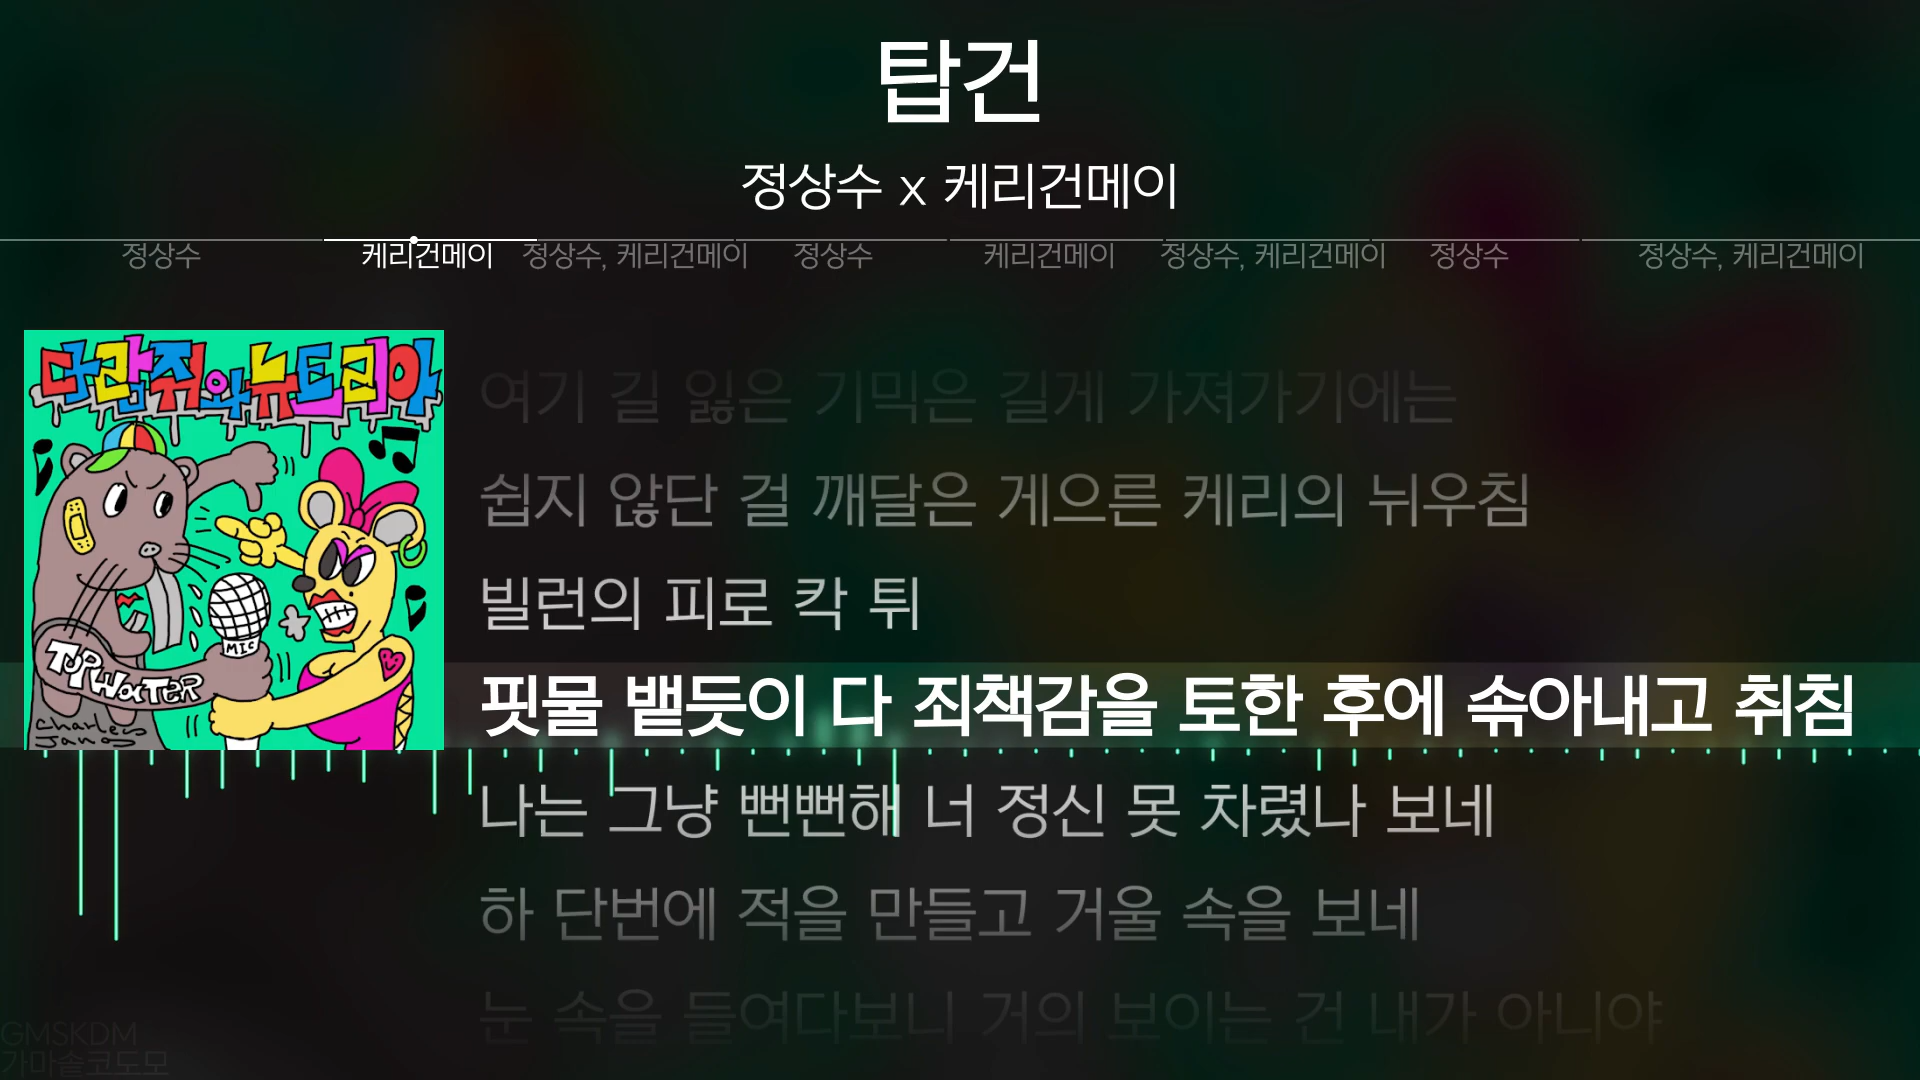 탑건
정상수 x 케리건메이
정상수 케리건메이 정상수, 케리건메이 정상수 케리건메이 정상수, 케리건메이 정상수 정상수, 케리건메이
다람쥐와뉴트리아
여기 길 잃은 기믹은 길게 가져가기에는
쉽지 않단 걸 깨달은 게으른 케리의 뉘우침
빌런의 피로 칵 튀
MIC
TOPWATER
핏물 뱉듯이 다 죄책감을 토한 후에 솎아내고 취침
Charles
Jang
나는 그냥 뻔뻔해 너 정신 못 차렸나 보네
하 단번에 적을 만들고 거울 속을 보네
눈 속을 들여다보니 거의 보이는 건 내가 아니야
GMSKDM
가마솥코도모